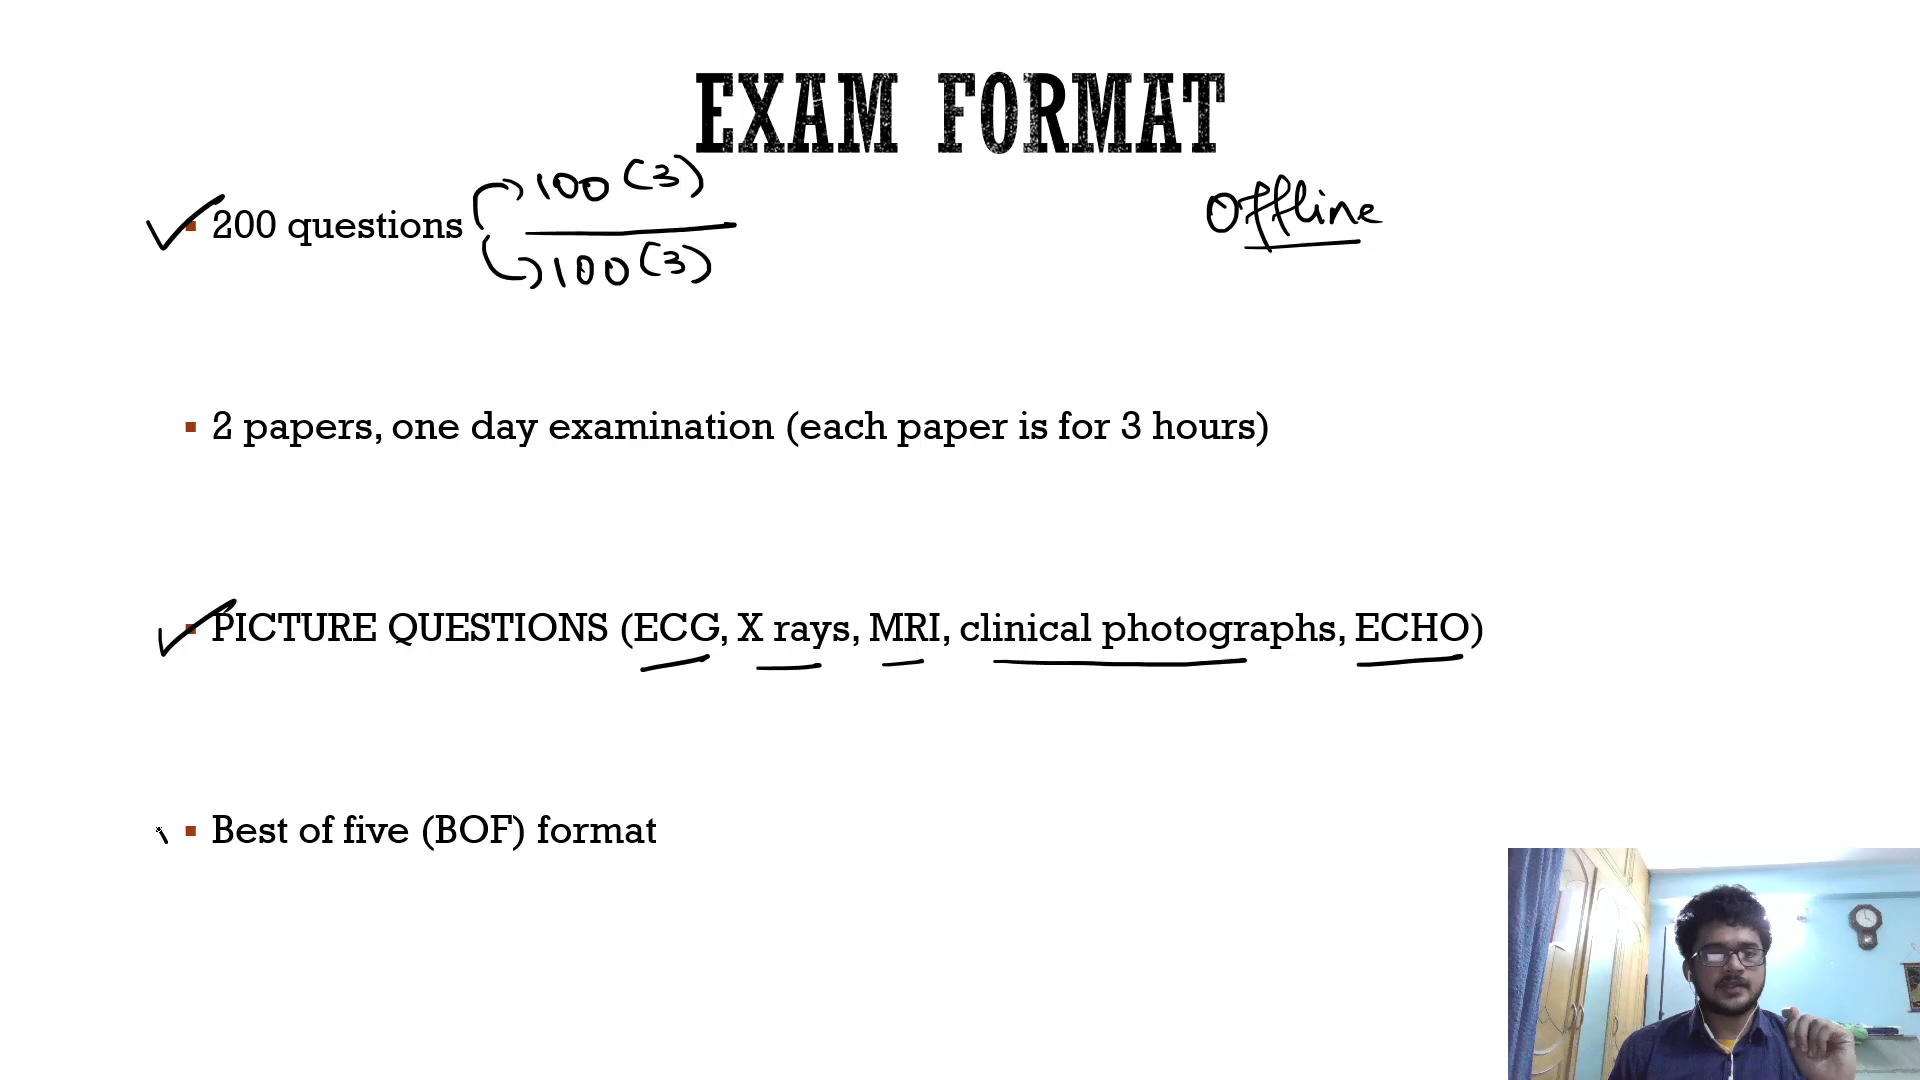 EXAM FORMAT
100 (3)
200 questions
Offline
100 (3)
2 papers, one day examination (each paper is for 3 hours)
PICTURE QUESTIONS (ECG, X rays, MRI, clinical photographs, ECHO)
Best of five (BOF) format